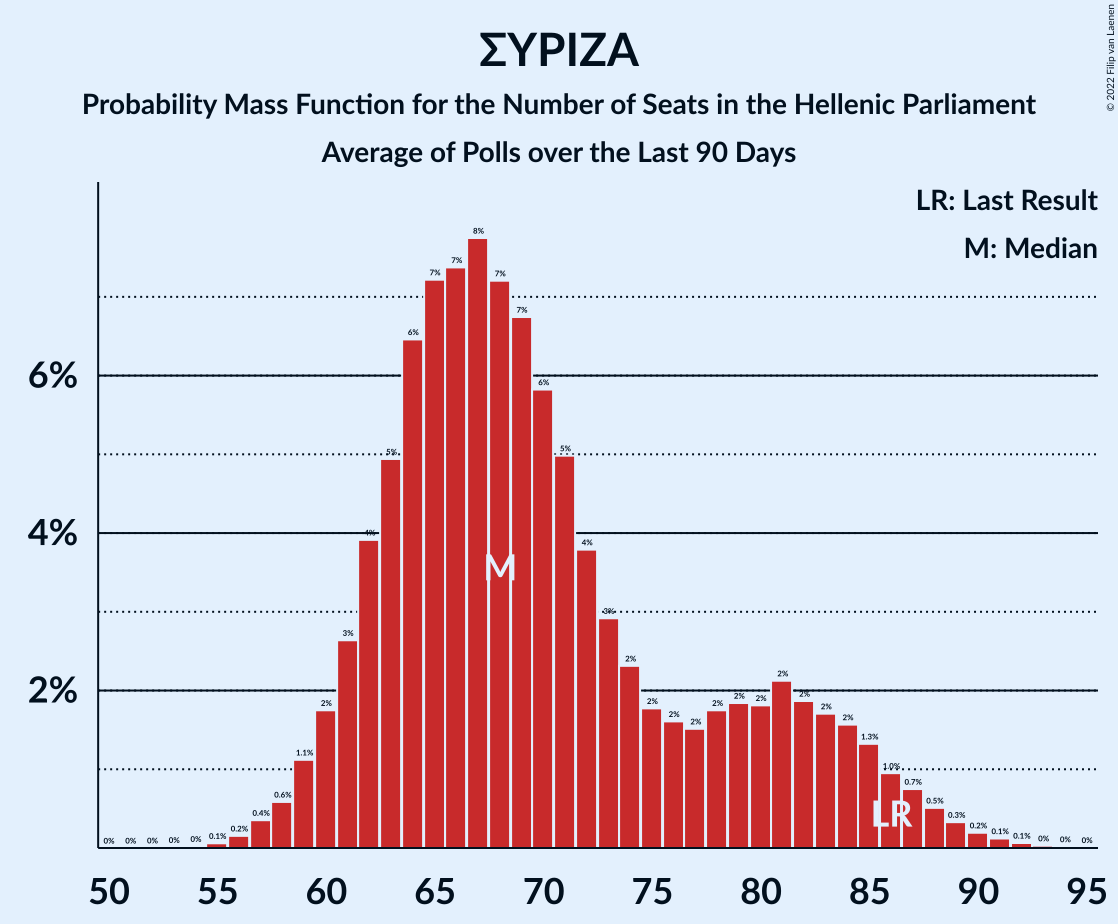 ΣΥΡΙΖΑ
Probability Mass Function for the Number of Seats in the Hellenic Parliament
Average of Polls over the Last 90 Days
© 2022 Filip van Laenen
LR: Last Result
M: Median
6%
4%
2%
0% 0% 0% 0% 0% 0.1% 0.2% 0.4% 0.6% 1.1% 2% 3% 4% 5% 6% 7% 7% 8% 7% 7% 6% 5% 4% 3% 2% 2% 2% 2% 2% 2% 2% 2% 2% 2% 2% 1.3% 1.0% 0.7% 0.5% 0.3% 0.2% 0.1% 0.1% 0% 0% 0%
M
LR
50 55 60 65 70 75 80 85 90 95